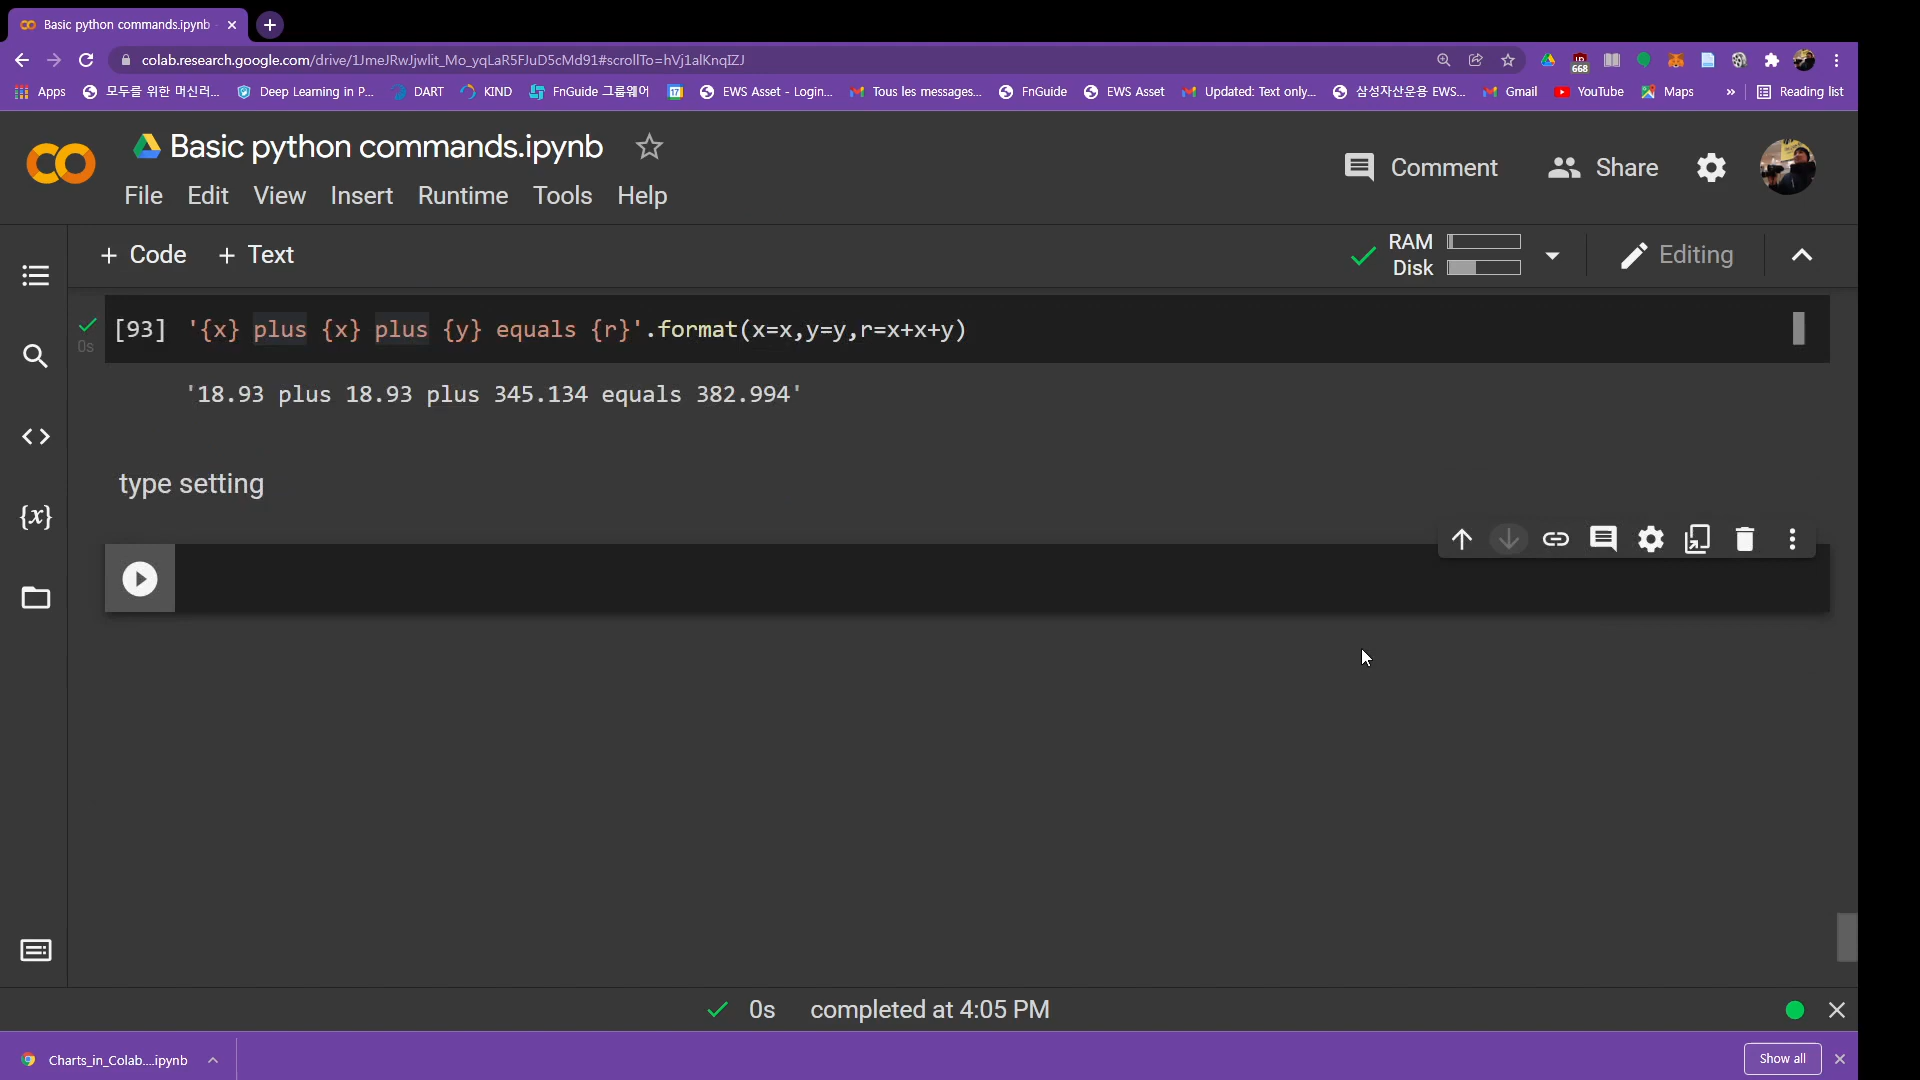 Basic python commands.ipynb
colab.research.google.com/drive/1JmeJRwJjwlit_Mo_yqLaR5FJuD5cMd91#scrollTo=hVj1alKnqIZJ
668
Apps 모두를 위한 머신러... Deep Learning in P... DART KIND FnGuide 그룹웨어 17 EWS Asset - Login... Tous les messages... FnGuide EWS Asset Updated: Text only... 삼성자산운용 EWS... Gmail YouTube Maps » Reading list
Basic python commands.ipynb
Comment Share
File Edit View Insert Runtime Tools Help
+ Code + Text
RAM
Disk
Editing
[93] '{x} plus {x} plus {y} equals {r}'.format(x=x,y=y,r=x+x+y)
0s
'18.93 plus 18.93 plus 345.134 equals 382.994'
{x}
type setting
0s completed at 4:05 PM
Charts_in_Colab....ipynb
Show all